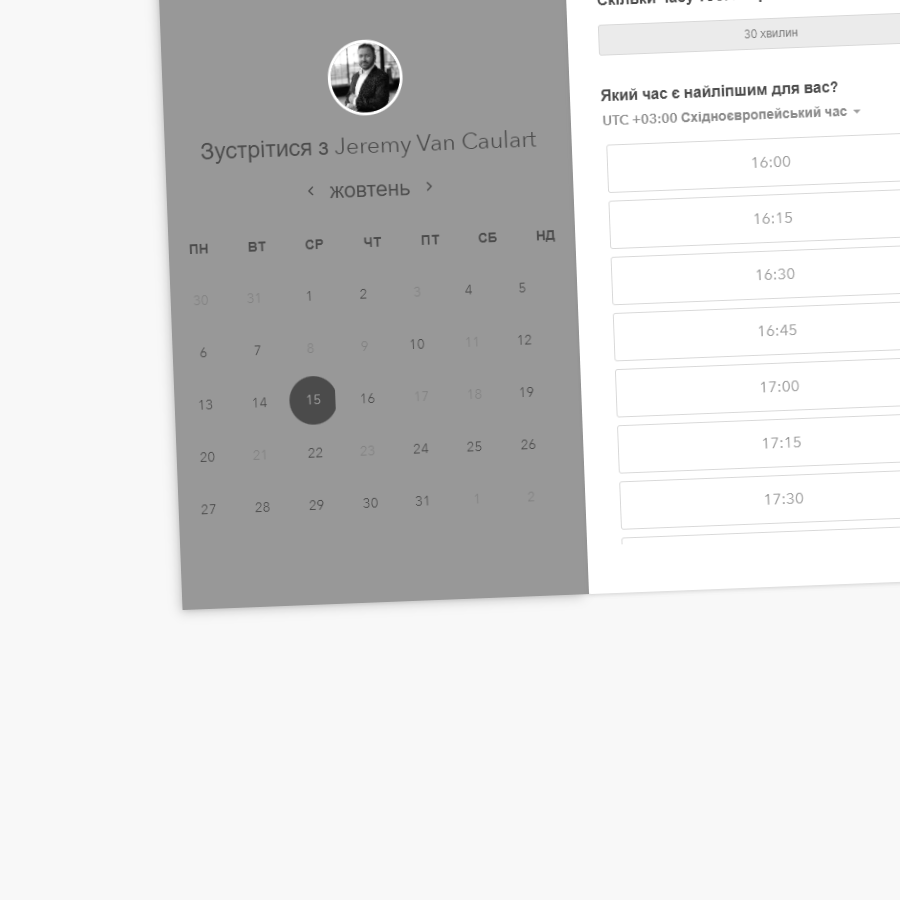 Зустрітися з Jeremy Van Caulart
‹ жовтень ›
ПН ВТ СР ЧТ ПТ СБ НД
30 31 1 2 3 4 5
6 7 8 9 10 11 12
13 14 15 16 17 18 19
20 21 22 23 24 25 26
27 28 29 30 31 1 2
30 хвилин
Який час є найліпшим для вас?
UTC +03:00 Східноєвропейський час
16:00
16:15
16:30
16:45
17:00
17:15
17:30